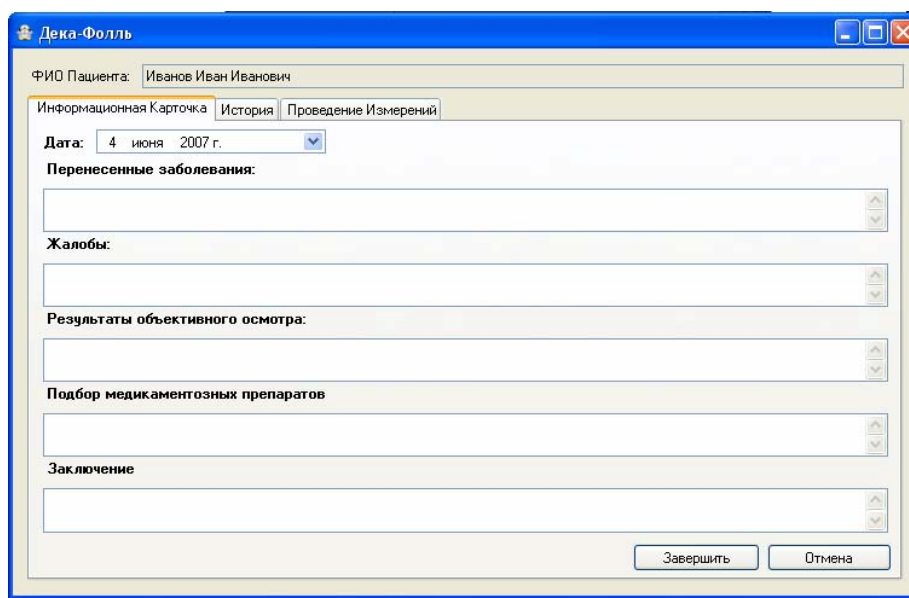 Дека-Фолль
ФИО Пациента: Иванов Иван Иванович
Информационная Карточка История Проведение Измерений
Дата: 4 июня 2007 г.
Перенесенные заболевания:
Жалобы:
Результаты объективного осмотра:
Подбор медикаментозных препаратов
Заключение
Завершить Отмена